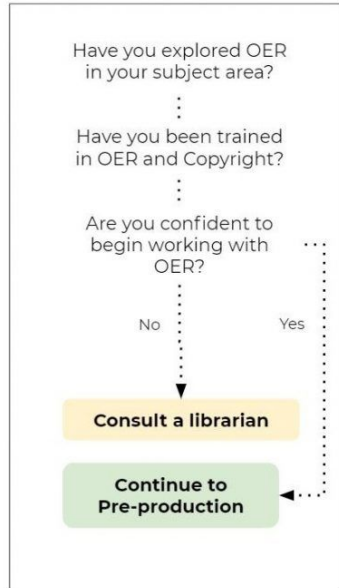 Have you explored OER
in your subject area?
Have you been trained
in OER and Copyright?
Are you confident to
begin working with
OER?
No
Yes
Consult a librarian
Continue to
Pre-production